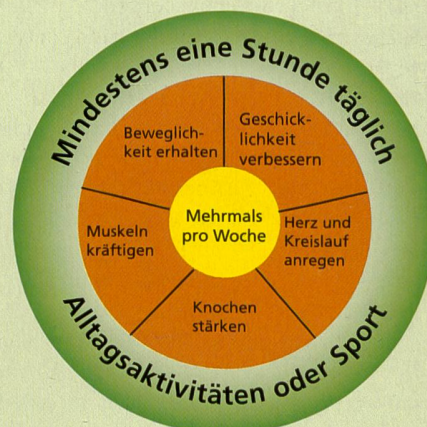 Mindestens eine Stunde täglich
Beweglich-
keit erhalten
Geschick-
lichkeit
verbessern
Mehrmals
pro Woche
Muskeln
kräftigen
Herz und
Kreislauf
anregen
Knochen
stärken
Alltagsaktivitäten oder Sport